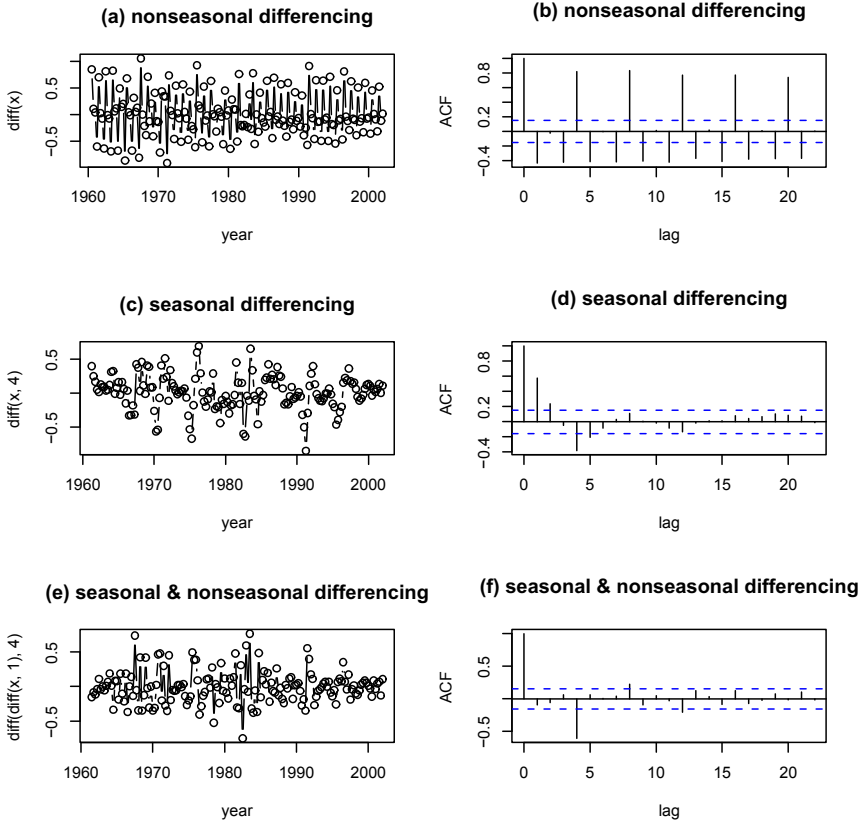 (a) nonseasonal differencing
diff(x)
0.5
−0.5
1960 1970 1980 1990 2000
year
(b) nonseasonal differencing
ACF
0.8
0.2
−0.4
0 5 10 15 20
lag
(c) seasonal differencing
diff(x, 4)
0.5
−0.5
1960 1970 1980 1990 2000
year
(d) seasonal differencing
ACF
0.8
0.2
−0.4
0 5 10 15 20
lag
(e) seasonal & nonseasonal differencing
diff(diff(x, 1), 4)
0.5
−0.5
1960 1970 1980 1990 2000
year
(f) seasonal & nonseasonal differencing
ACF
0.5
−0.5
0 5 10 15 20
lag